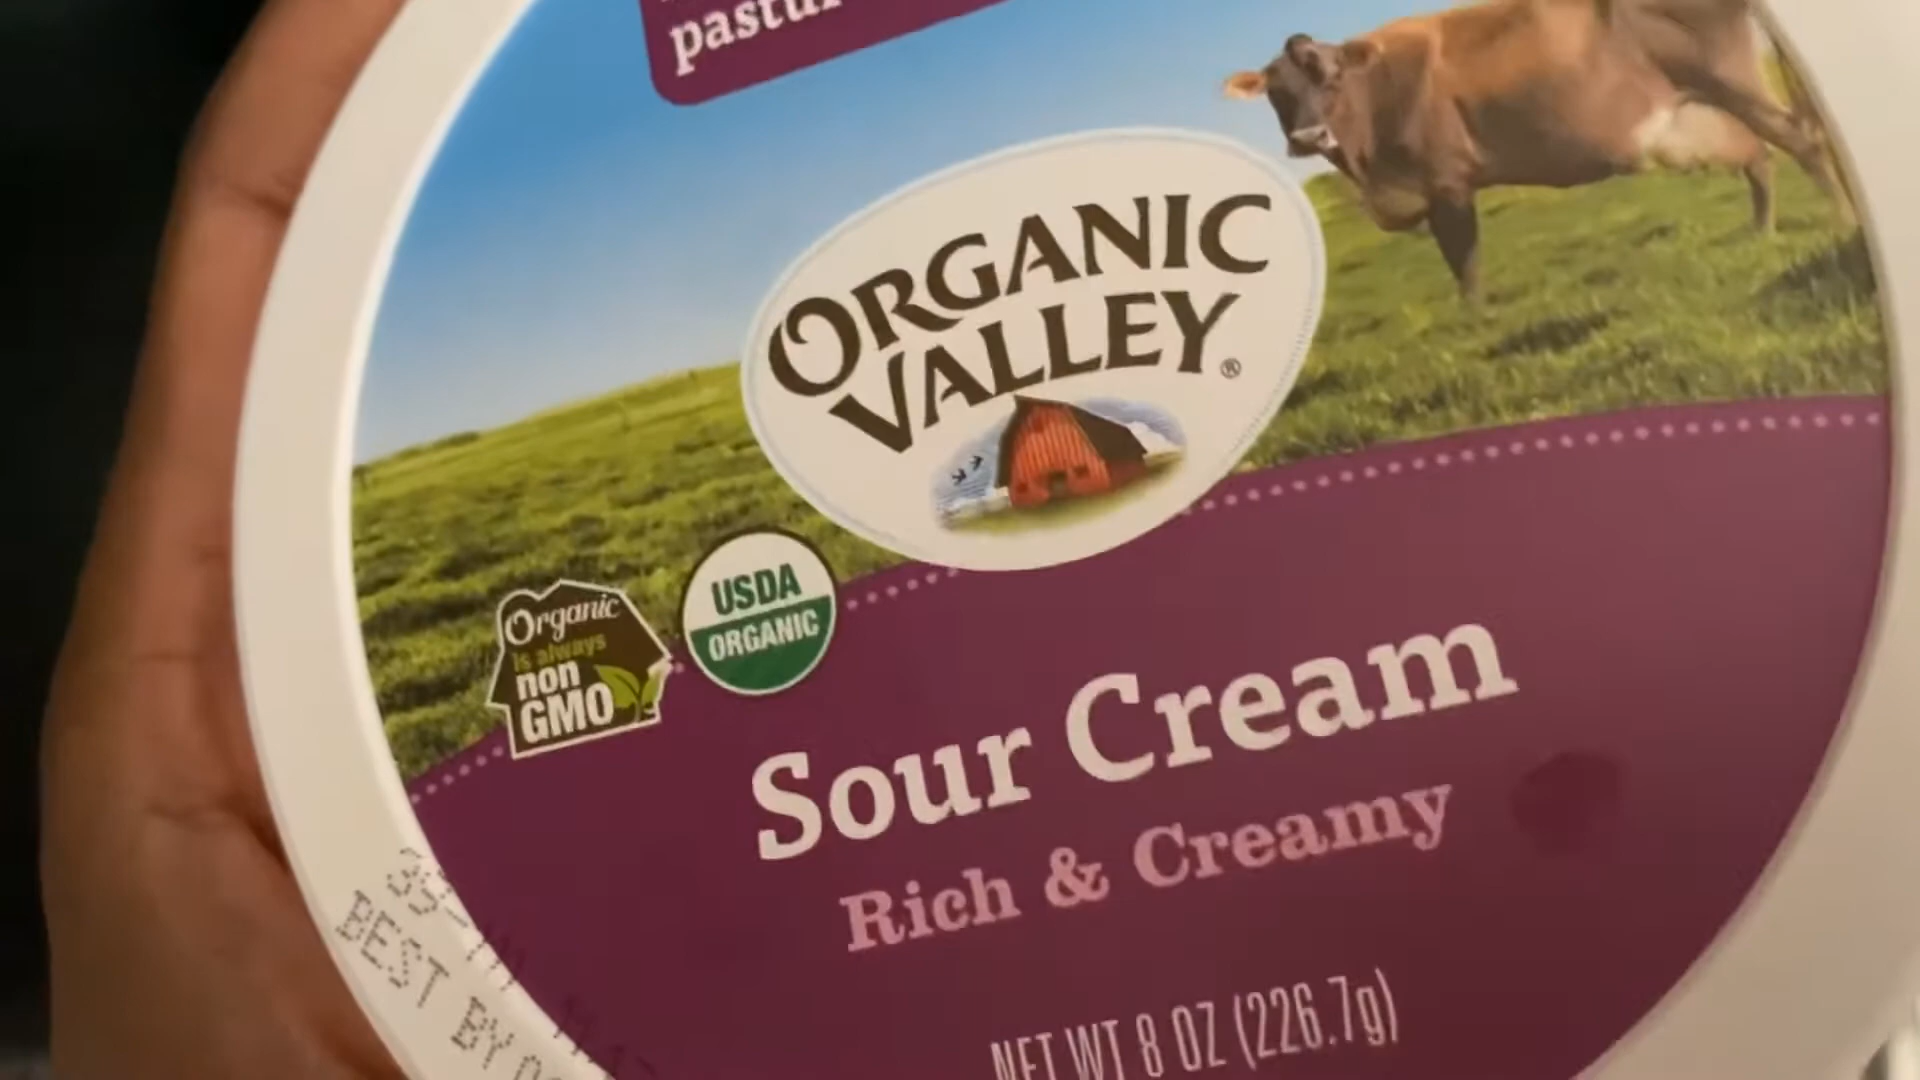 ORGANIC
VALLEY®
Organic
is always
non
GMO
USDA
ORGANIC
Sour Cream
Rich & Creamy
BEST BY
NET WT 8 OZ (226.7g)